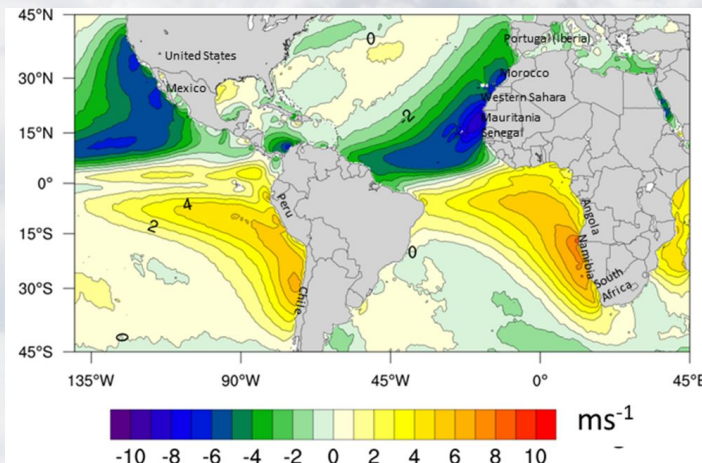 45°N
30°N
15°N
0°
15°S
30°S
45°S
135°W 90°W 45°W 0° 45°E
United States
Mexico
Peru
Chile
Portugal (Iberia)
Morocco
Western Sahara
Mauritania
Senegal
Angola
Namibia
South
Africa
0
-2
4
2
0
0
-10 -8 -6 -4 -2 0 2 4 6 8 10
ms⁻¹